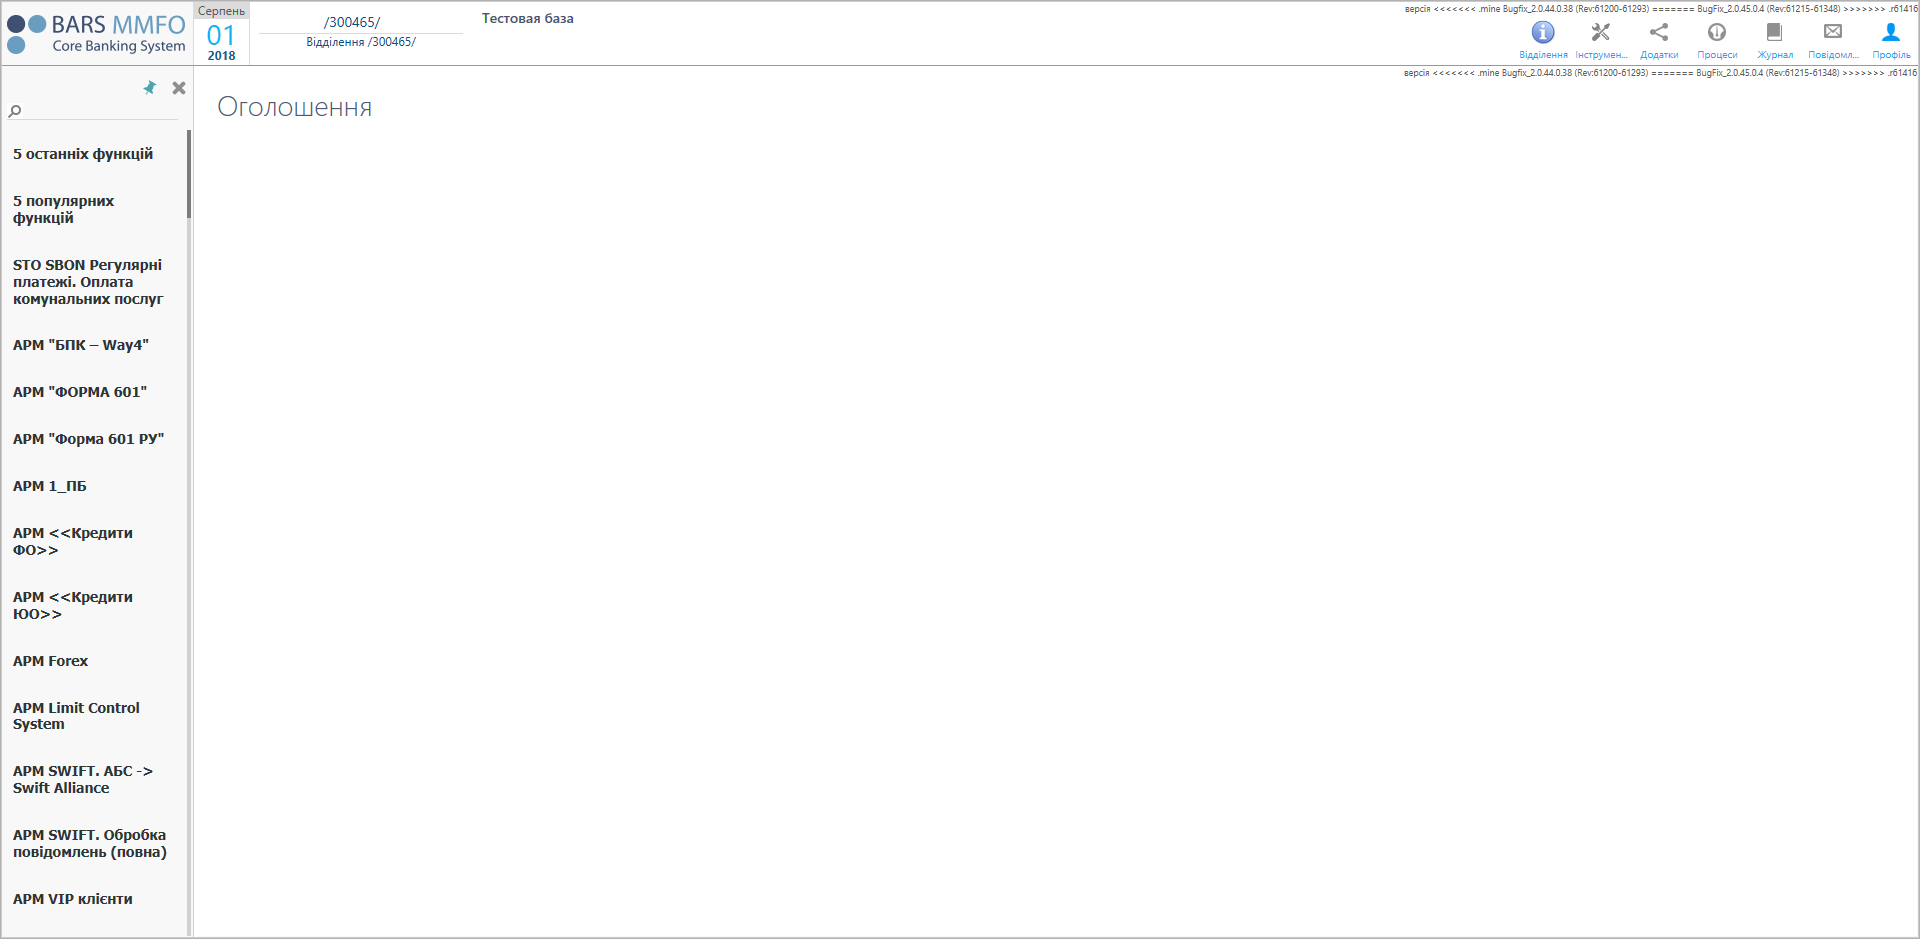 BARS MMFO
Core Banking System
Серпень
01
2018
/300465/
Відділення /300465/
Тестовая база
версія <<<<<<< .mine Bugfix_2.0.44.0.38 (Rev:61200-61293) ======= BugFix_2.0.45.0.4 (Rev:61215-61348) >>>>>>> .r61416
Відділення
Інструмен...
Додатки
Процеси
Журнал
Повідомл...
Профіль
версія <<<<<<< .mine Bugfix_2.0.44.0.38 (Rev:61200-61293) ======= BugFix_2.0.45.0.4 (Rev:61215-61348) >>>>>>> .r61416
Оголошення
5 останніх функцій
5 популярних
функцій
STO SBON Регулярні
платежі. Оплата
комунальних послуг
АРМ "БПК – Way4"
АРМ "ФОРМА 601"
АРМ "Форма 601 РУ"
АРМ 1_ПБ
АРМ <<Кредити
ФО>>
АРМ <<Кредити
ЮО>>
АРМ Forex
АРМ Limit Control
System
АРМ SWIFT. АБС ->
Swift Alliance
АРМ SWIFT. Обробка
повідомлень (повна)
АРМ VIP клієнти